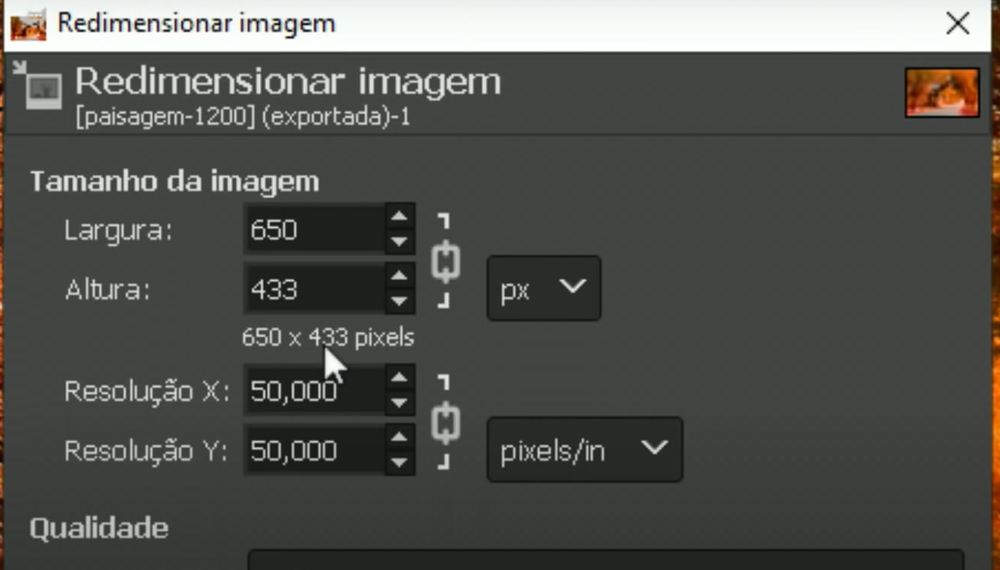 Redimensionar imagem
Redimensionar imagem
[paisagem-1200] (exportada)-1
Tamanho da imagem
Largura: 650
Altura: 433 px
650 x 433 pixels
Resolução X: 50,000
Resolução Y: 50,000 pixels/in
Qualidade